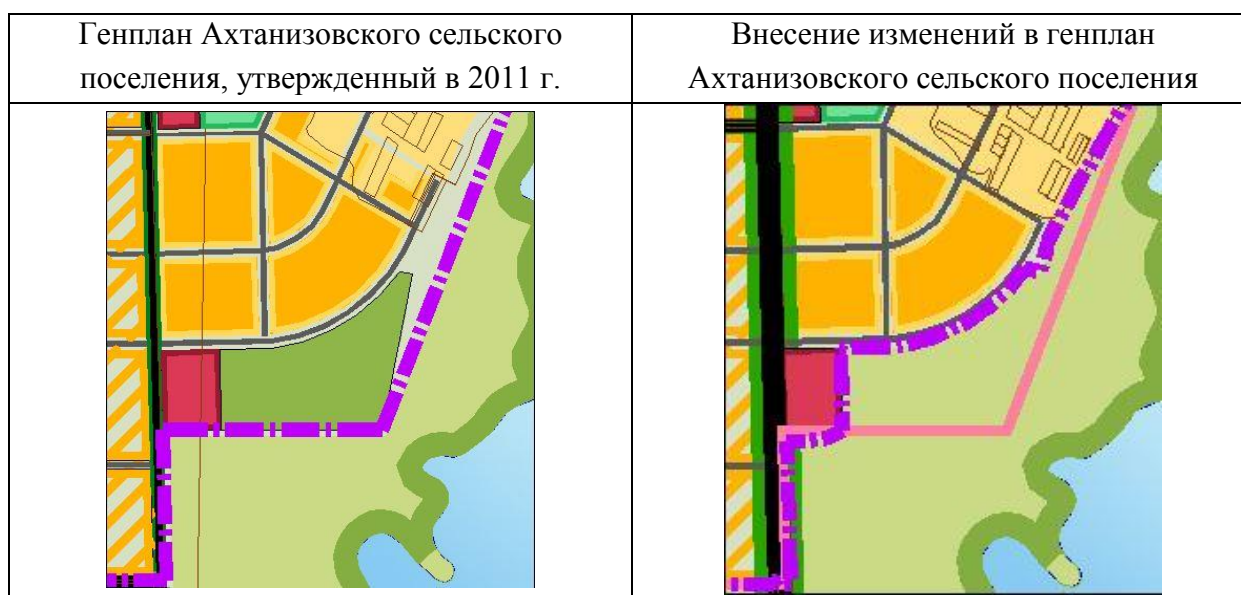 Генплан Ахтанизовского сельского
поселения, утвержденный в 2011 г.
Внесение изменений в генплан
Ахтанизовского сельского поселения